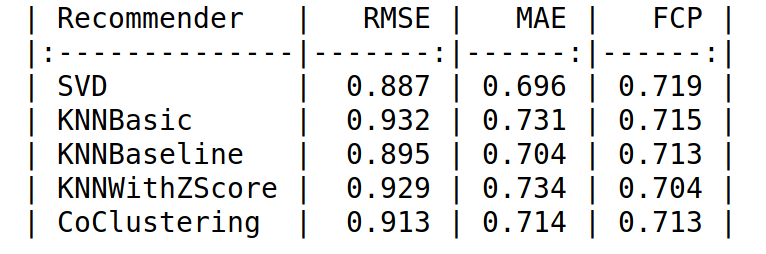 | Recommender    |   RMSE |   MAE |   FCP |
|:--------------|-------:|------:|------:|
| SVD            |  0.887 | 0.696 | 0.719 |
| KNNBasic       |  0.932 | 0.731 | 0.715 |
| KNNBaseline    |  0.895 | 0.704 | 0.713 |
| KNNWithZScore |  0.929 | 0.734 | 0.704 |
| CoClustering   |  0.913 | 0.714 | 0.713 |